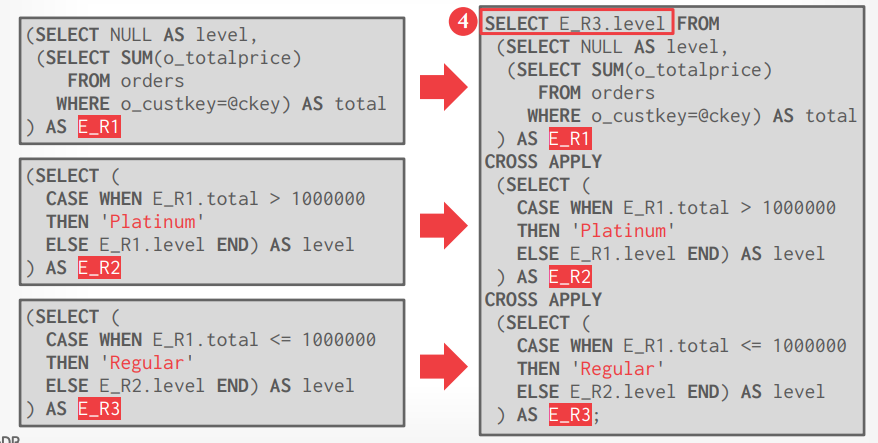 (SELECT NULL AS level,
(SELECT SUM(o_totalprice)
FROM orders
WHERE o_custkey=@ckey) AS total
) AS E_R1
(SELECT (
CASE WHEN E_R1.total > 1000000
THEN 'Platinum'
ELSE E_R1.level END) AS level
) AS E_R2
(SELECT (
CASE WHEN E_R1.total <= 1000000
THEN 'Regular'
ELSE E_R2.level END) AS level
) AS E_R3
4
SELECT E_R3.level FROM
(SELECT NULL AS level,
(SELECT SUM(o_totalprice)
FROM orders
WHERE o_custkey=@ckey) AS total
) AS E_R1
CROSS APPLY
(SELECT (
CASE WHEN E_R1.total > 1000000
THEN 'Platinum'
ELSE E_R1.level END) AS level
) AS E_R2
CROSS APPLY
(SELECT (
CASE WHEN E_R1.total <= 1000000
THEN 'Regular'
ELSE E_R2.level END) AS level
) AS E_R3;